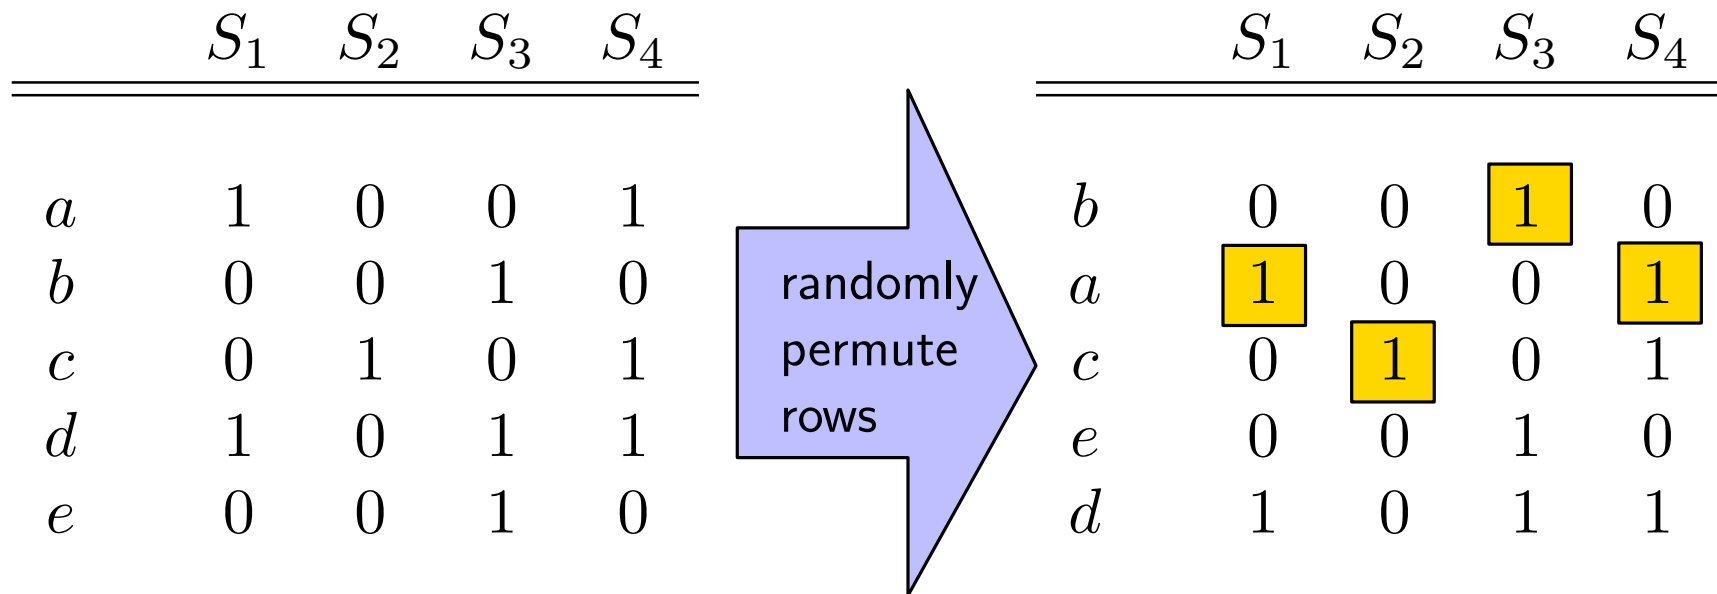 S₁ S₂ S₃ S₄
a 1 0 0 1
b 0 0 1 0
c 0 1 0 1
d 1 0 1 1
e 0 0 1 0
randomly
permute
rows
S₁ S₂ S₃ S₄
b 0 0 1 0
a 1 0 0 1
c 0 1 0 1
e 0 0 1 0
d 1 0 1 1